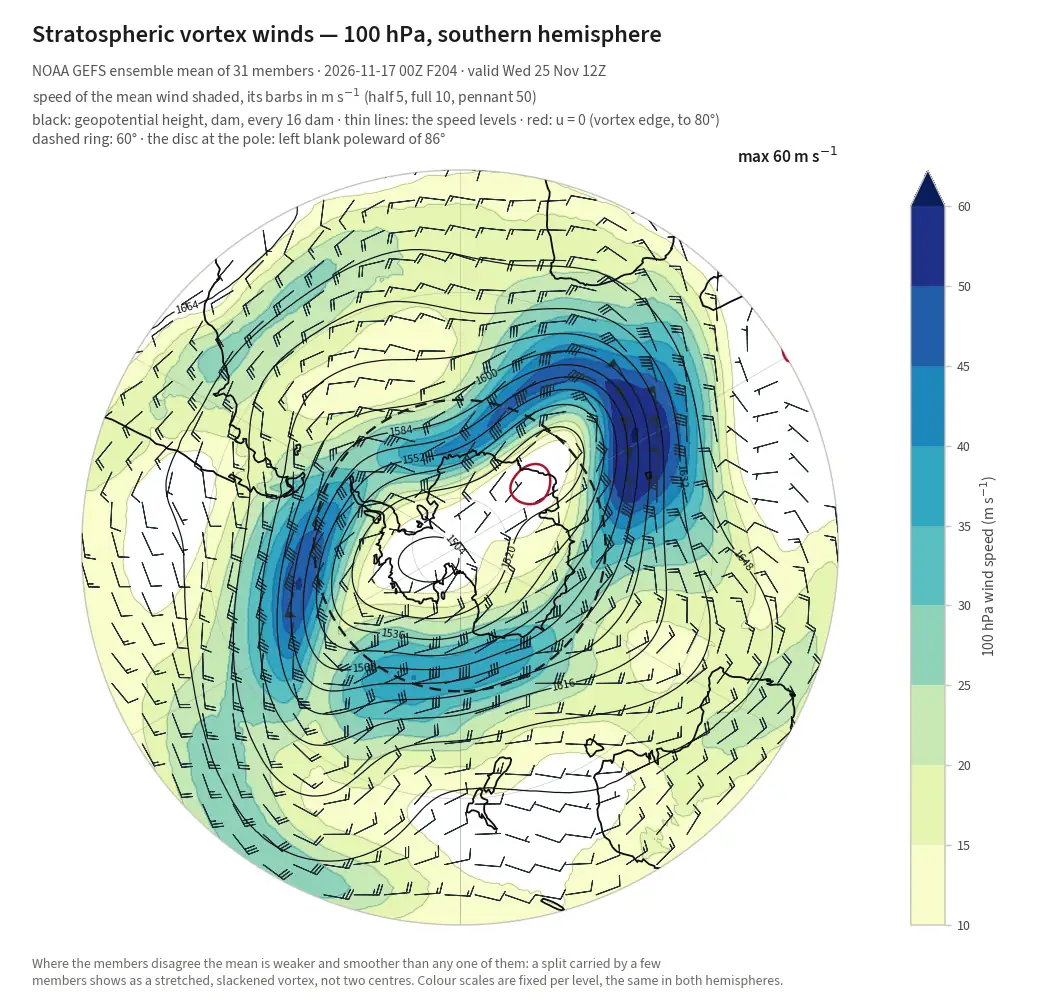 Stratospheric vortex winds — 100 hPa, southern hemisphere
NOAA GEFS ensemble mean of 31 members · 2026-11-17 00Z F204 · valid Wed 25 Nov 12Z
speed of the mean wind shaded, its barbs in m s⁻¹ (half 5, full 10, pennant 50)
black: geopotential height, dam, every 16 dam · thin lines: the speed levels · red: u = 0 (vortex edge, to 80°)
dashed ring: 60° · the disc at the pole: left blank poleward of 86°
max 60 m s⁻¹
60
50
45
40
35
30
25
20
15
10
100 hPa wind speed (m s⁻¹)
1664
1600
1584
1552
1632
1504
1520
1648
1536
1568
1616
Where the members disagree the mean is weaker and smoother than any one of them: a split carried by a few
members shows as a stretched, slackened vortex, not two centres. Colour scales are fixed per level, the same in both hemispheres.